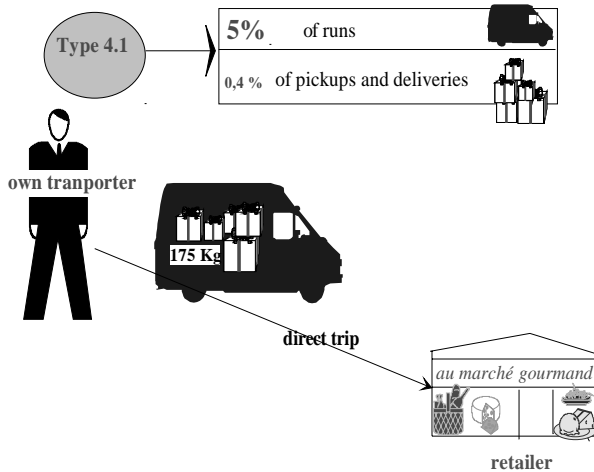 Type 4.1
5% of runs
0,4 % of pickups and deliveries
own tranporter
175 Kg
direct trip
au marché gourmand
retailer